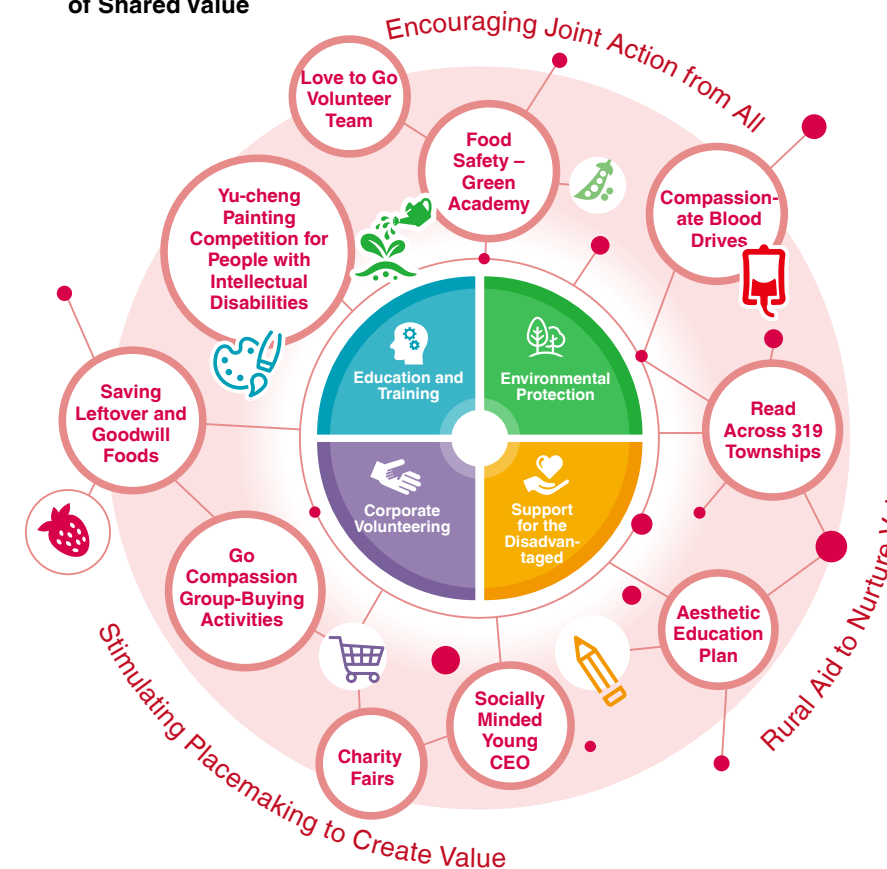 of Shared Value
Encouraging Joint Action from All
Love to Go
Volunteer
Team
Food
Safety –
Green
Academy
Compassion-
ate Blood
Drives
Yu-cheng
Painting
Competition for
People with
Intellectual
Disabilities
Saving
Leftover and
Goodwill
Foods
Read
Across 319
Townships
Education and
Training
Environmental
Protection
Corporate
Volunteering
Support
for the
Disadvan-
taged
Go
Compassion
Group-Buying
Activities
Aesthetic
Education
Plan
Socially
Minded
Young
CEO
Charity
Fairs
Rural Aid to Nurture
Stimulating Placemaking to Create Value